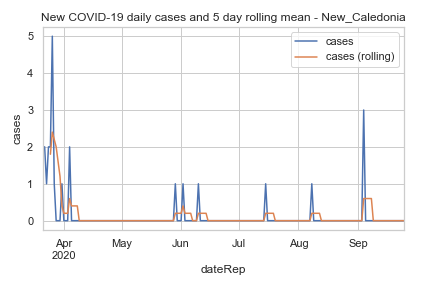 New COVID-19 daily cases and 5 day rolling mean - New_Caledonia
cases
cases (rolling)
cases
5
4
3
2
1
0
Apr May Jun Jul Aug Sep
2020
dateRep